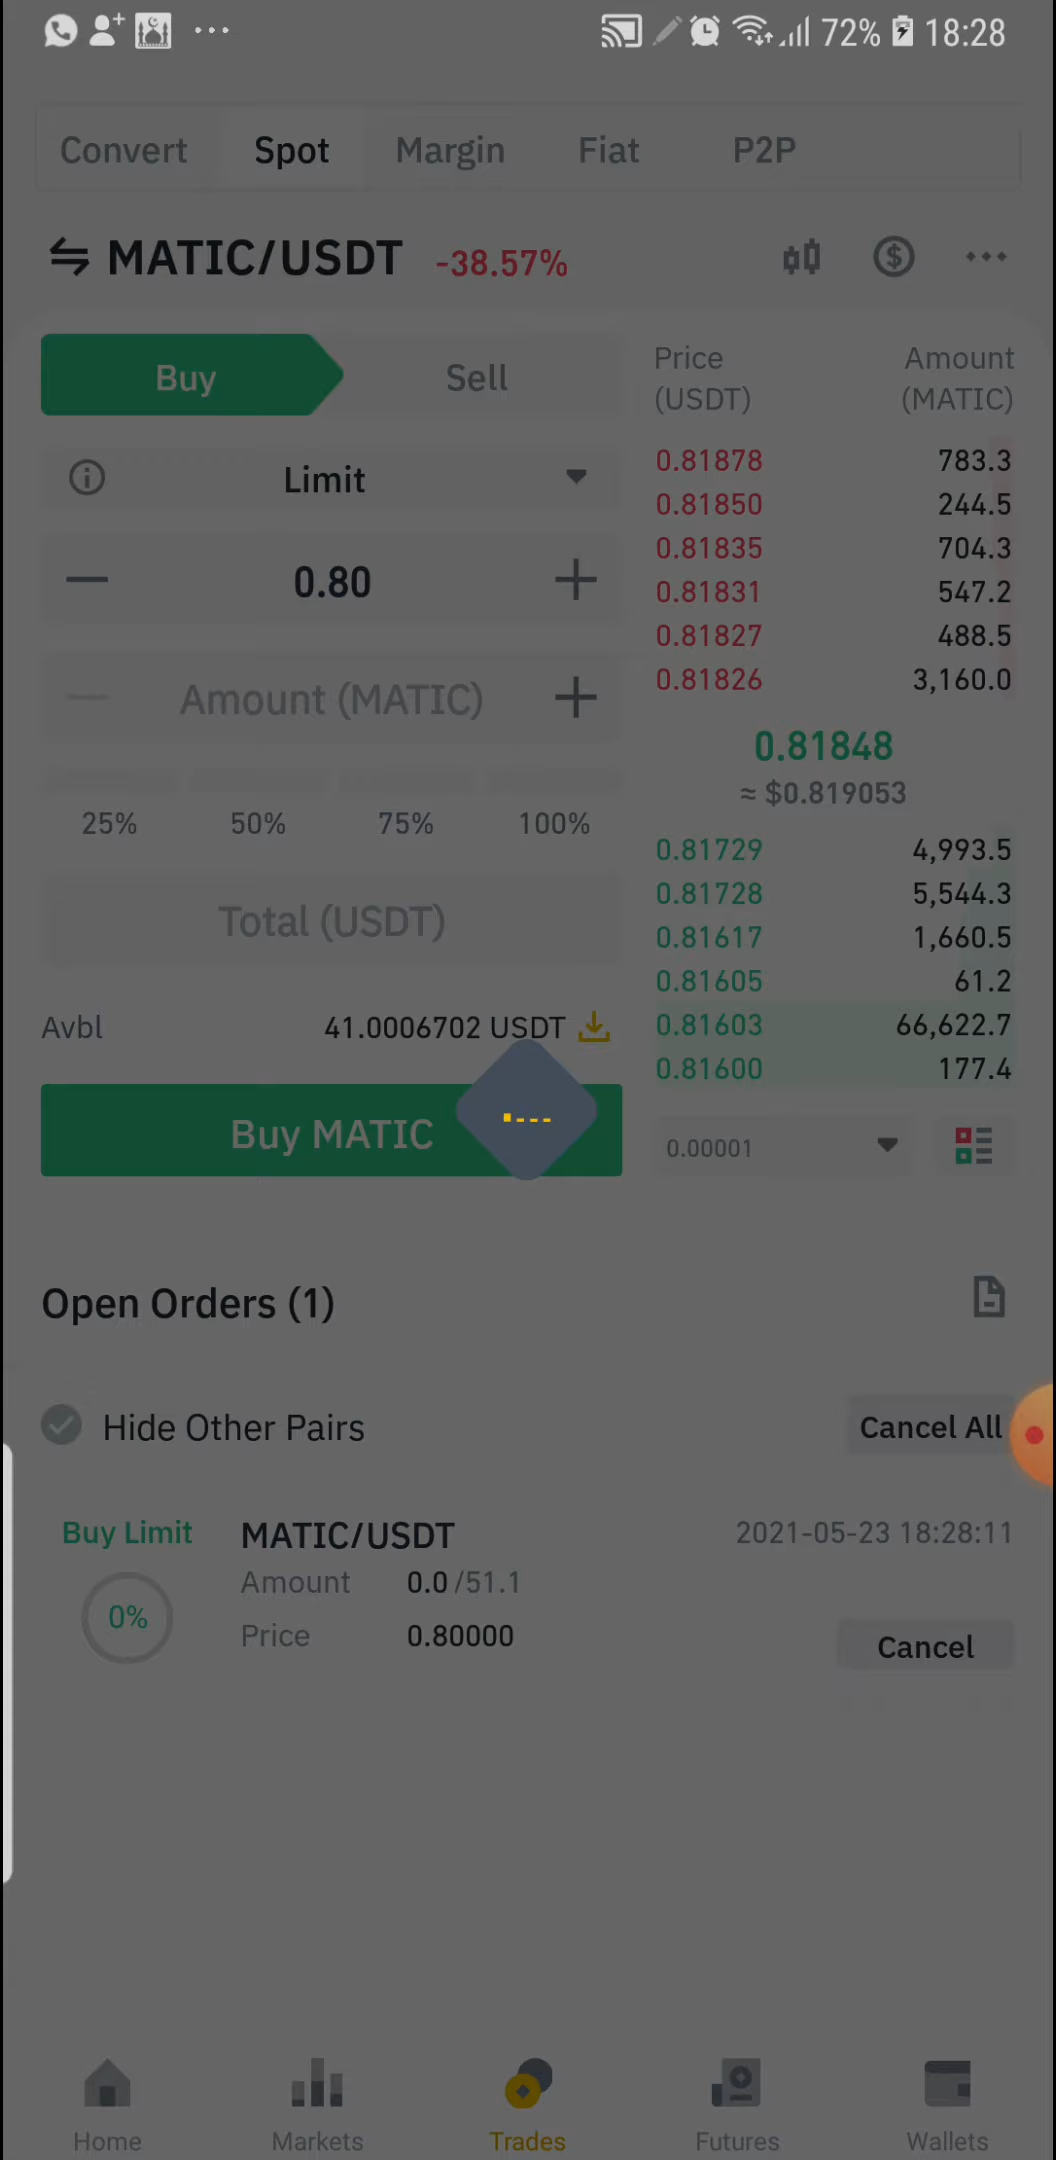 72% 18:28
Convert Spot Margin Fiat P2P
MATIC/USDT -38.57%
Buy Sell
Limit
0.80
Amount (MATIC)
25% 50% 75% 100%
Total (USDT)
Avbl 41.0006702 USDT
Buy MATIC
Price Amount
(USDT) (MATIC)
0.81878 783.3
0.81850 244.5
0.81835 704.3
0.81831 547.2
0.81827 488.5
0.81826 3,160.0
0.81848
≈ $0.819053
0.81729 4,993.5
0.81728 5,544.3
0.81617 1,660.5
0.81605 61.2
0.81603 66,622.7
0.81600 177.4
0.00001
Open Orders (1)
Hide Other Pairs Cancel All
Buy Limit MATIC/USDT 2021-05-23 18:28:11
Amount 0.0 /51.1
0%
Price 0.80000
Cancel
Home Markets Trades Futures Wallets